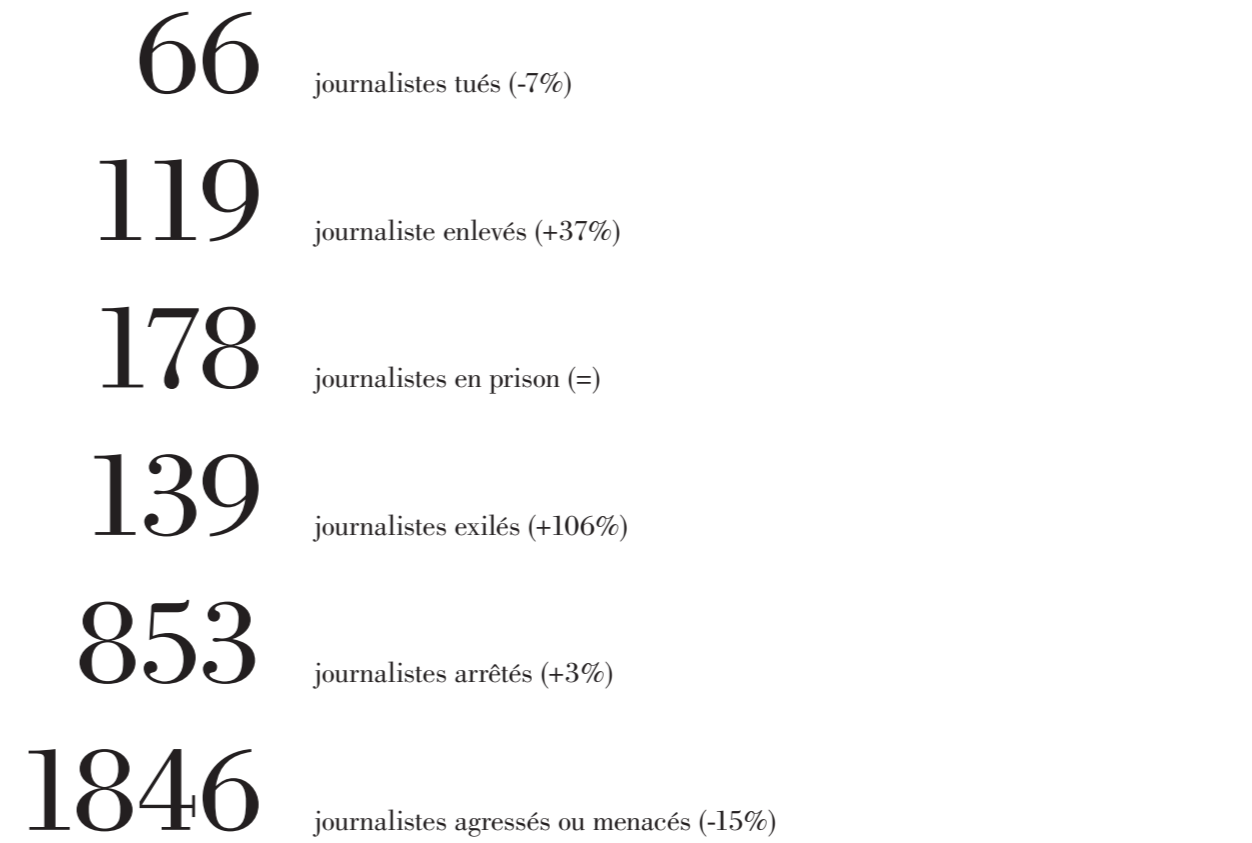 66 journalistes tués (-7%)
119 journaliste enlevés (+37%)
178 journalistes en prison (=)
139 journalistes exilés (+106%)
853 journalistes arrêtés (+3%)
1846 journalistes agressés ou menacés (-15%)